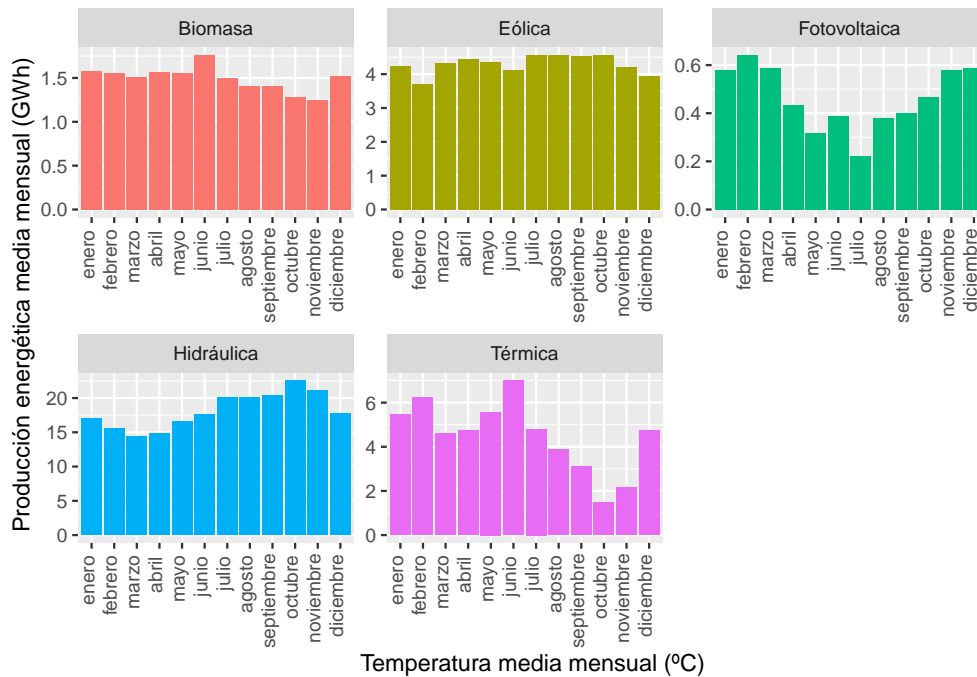 Producción energética media mensual (GWh)
Biomasa
1.5
1.0
0.5
0.0
enero
febrero
marzo
abril
mayo
junio
julio
agosto
septiembre
octubre
noviembre
diciembre
Eólica
4
3
2
1
0
enero
febrero
marzo
abril
mayo
junio
julio
agosto
septiembre
octubre
noviembre
diciembre
Fotovoltaica
0.6
0.4
0.2
0.0
enero
febrero
marzo
abril
mayo
junio
julio
agosto
septiembre
octubre
noviembre
diciembre
Hidráulica
20
15
10
5
0
enero
febrero
marzo
abril
mayo
junio
julio
agosto
septiembre
octubre
noviembre
diciembre
Térmica
6
4
2
0
enero
febrero
marzo
abril
mayo
junio
julio
agosto
septiembre
octubre
noviembre
diciembre
Temperatura media mensual (ºC)